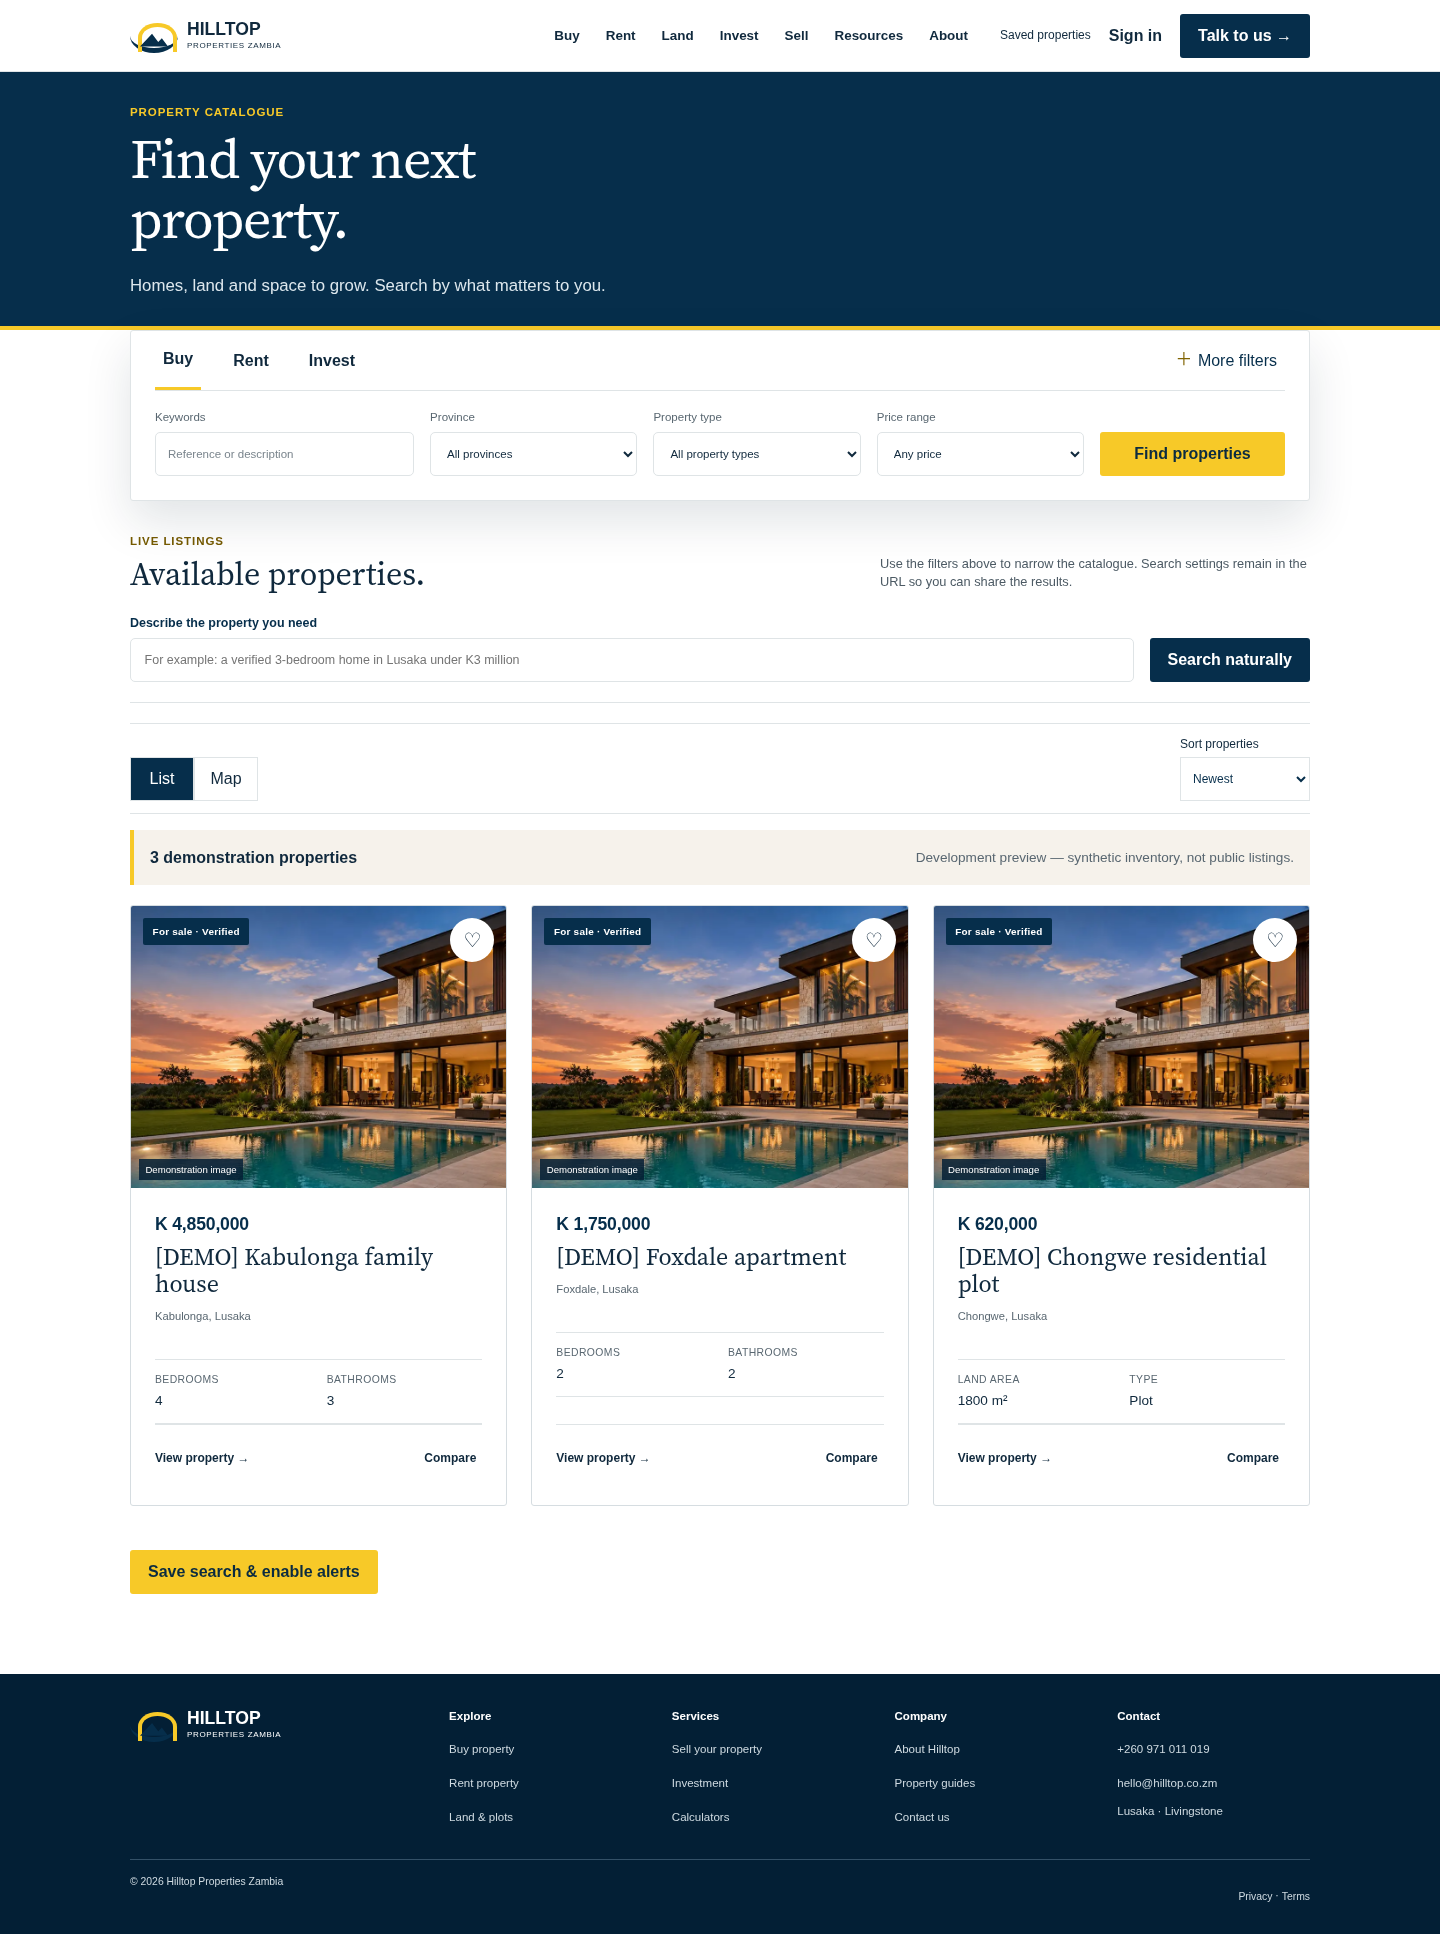 HILLTOP
PROPERTIES ZAMBIA
Buy Rent Land Invest Sell Resources About Saved properties Sign in Talk to us →
PROPERTY CATALOGUE
Find your next
property.
Homes, land and space to grow. Search by what matters to you.
Buy Rent Invest + More filters
Keywords Province Property type Price range
Reference or description All provinces All property types Any price Find properties
LIVE LISTINGS
Available properties.
Use the filters above to narrow the catalogue. Search settings remain in the
URL so you can share the results.
Describe the property you need
For example: a verified 3-bedroom home in Lusaka under K3 million Search naturally
Sort properties
List Map Newest
3 demonstration properties Development preview — synthetic inventory, not public listings.
For sale · Verified ♡
Demonstration image
K 4,850,000
[DEMO] Kabulonga family
house
Kabulonga, Lusaka
BEDROOMS BATHROOMS
4 3
View property → Compare
For sale · Verified ♡
Demonstration image
K 1,750,000
[DEMO] Foxdale apartment
Foxdale, Lusaka
BEDROOMS BATHROOMS
2 2
View property → Compare
For sale · Verified ♡
Demonstration image
K 620,000
[DEMO] Chongwe residential
plot
Chongwe, Lusaka
LAND AREA TYPE
1800 m² Plot
View property → Compare
Save search & enable alerts
HILLTOP
PROPERTIES ZAMBIA
Explore
Buy property
Rent property
Land & plots
Services
Sell your property
Investment
Calculators
Company
About Hilltop
Property guides
Contact us
Contact
+260 971 011 019
hello@hilltop.co.zm
Lusaka · Livingstone
© 2026 Hilltop Properties Zambia
Privacy · Terms